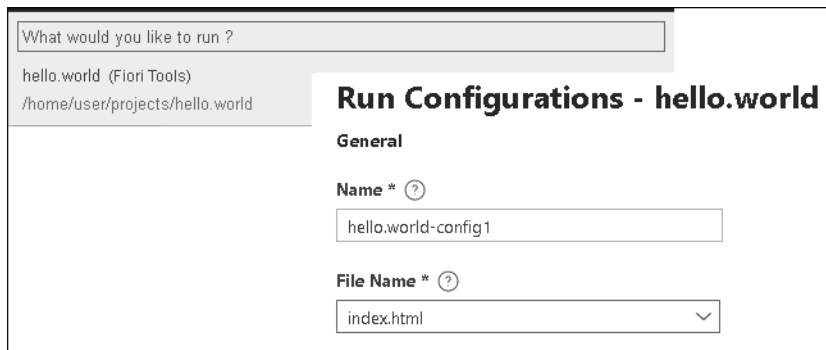 What would you like to run ?
hello.world (Fiori Tools)
/home/user/projects/hello.world
Run Configurations - hello.world
General
Name * ?
hello.world-config1
File Name * ?
index.html